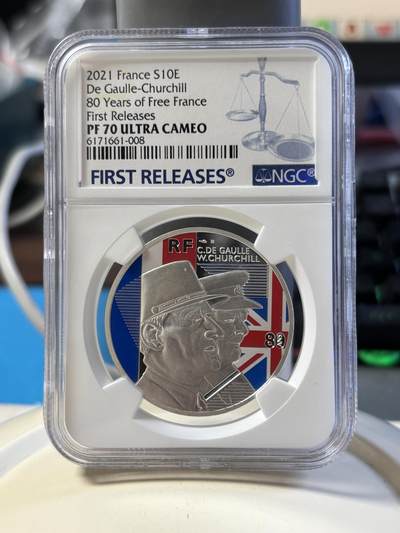 2021 France S10E
De Gaulle-Churchill
80 Years of Free France
First Releases
PF 70 ULTRA CAMEO
6171661-008
FIRST RELEASES®
NGC®
RF
C.DE GAULLE
W.CHURCHILL
80